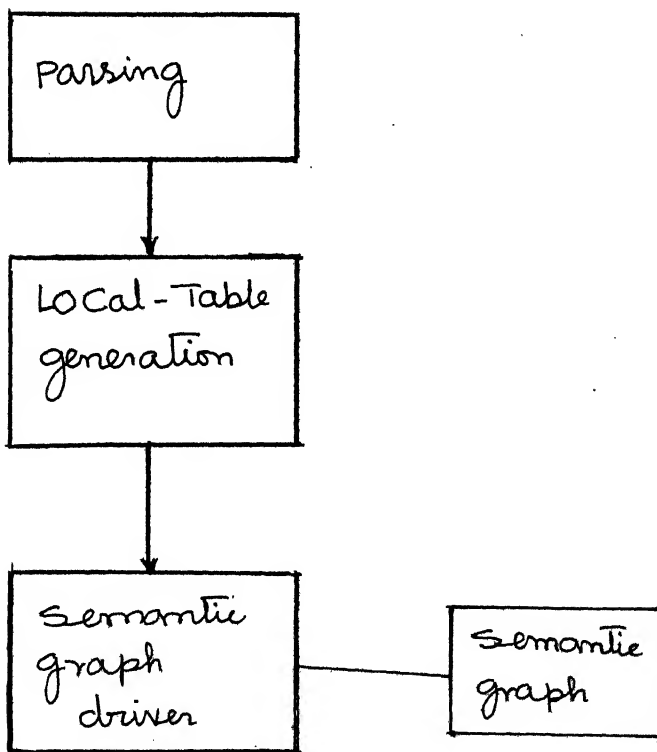 Parsing
Local-Table
generation
semantic
graph
driver
semantic
graph